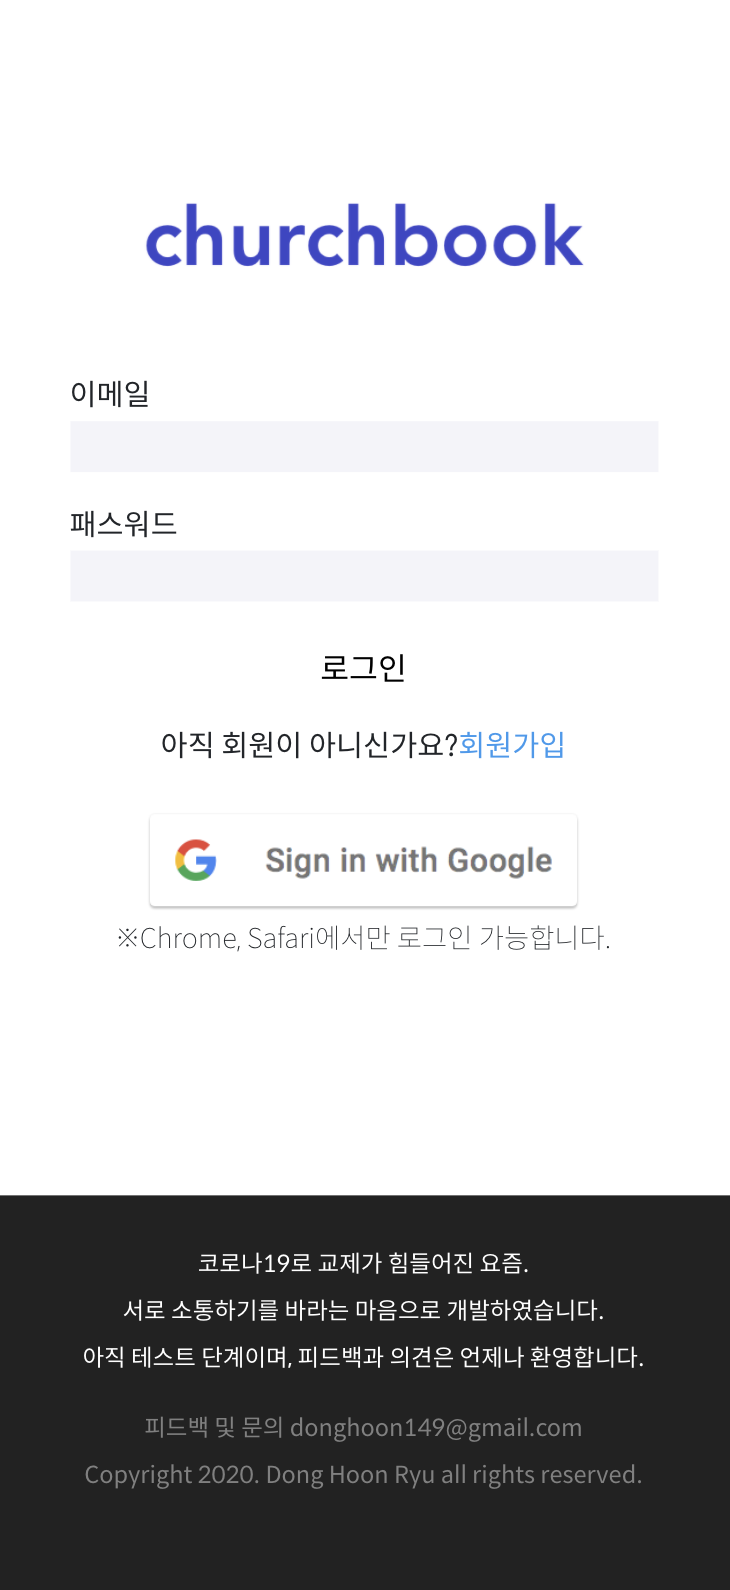 churchbook
이메일
패스워드
로그인
아직 회원이 아니신가요?회원가입
Sign in with Google
※Chrome, Safari에서만 로그인 가능합니다.
코로나19로 교제가 힘들어진 요즘.
서로 소통하기를 바라는 마음으로 개발하였습니다.
아직 테스트 단계이며, 피드백과 의견은 언제나 환영합니다.
피드백 및 문의 donghoon149@gmail.com
Copyright 2020. Dong Hoon Ryu all rights reserved.